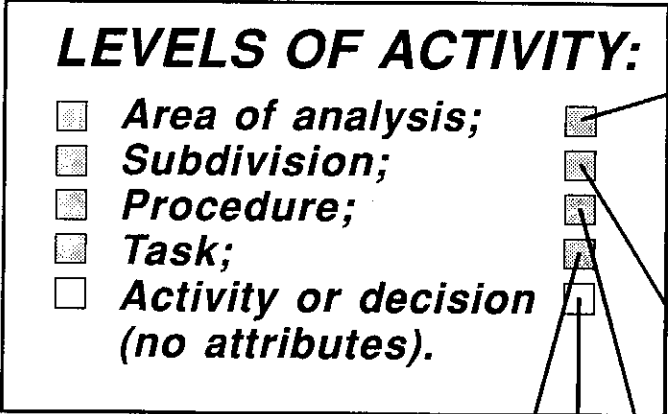 LEVELS OF ACTIVITY:
Area of analysis;
Subdivision;
Procedure;
Task;
Activity or decision
(no attributes).